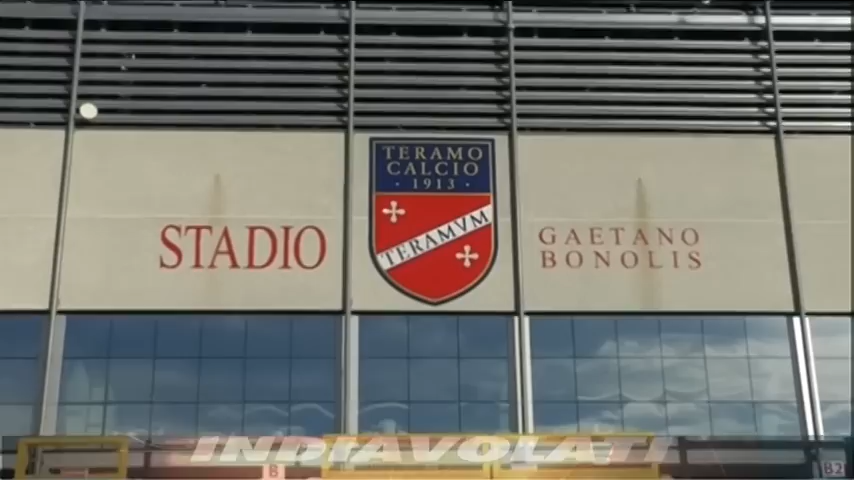 TERAMO
CALCIO
· 1913 ·
TERAMVM
STADIO
GAETANO
BONOLIS
INDIAVOLATI
B
B2